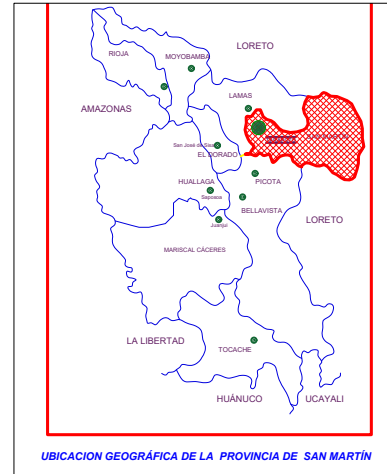 LORETO
RIOJA
MOYOBAMBA
AMAZONAS
LAMAS
San José de Sisa
EL DORADO
HUALLAGA
PICOTA
Saposoa
BELLAVISTA
LORETO
Juanjui
MARISCAL CÁCERES
LA LIBERTAD
TOCACHE
HUÁNUCO
UCAYALI
UBICACION GEOGRÁFICA DE LA PROVINCIA DE SAN MARTÍN